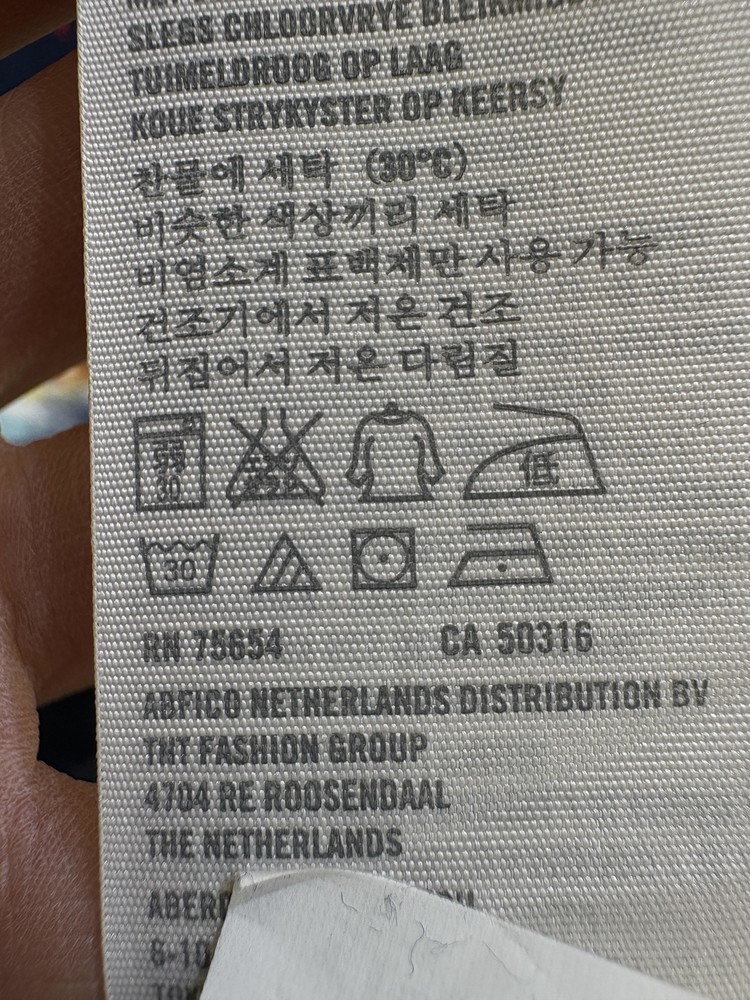 SLEGS CHLOORVRYE
TUIMELDROOG OP LAAG
KOUE STRYKYSTER OP KEERSY
찬물에 세탁 (30°C)
비슷한 색상끼리 세탁
비염소계 표백제만 사용 가능
건조기에서 저온 건조
뒤집어서 저온 다림질
低
30
RN 75654 CA 50316
ABFICO NETHERLANDS DISTRIBUTION BV
TNT FASHION GROUP
4704 RE ROOSENDAAL
THE NETHERLANDS